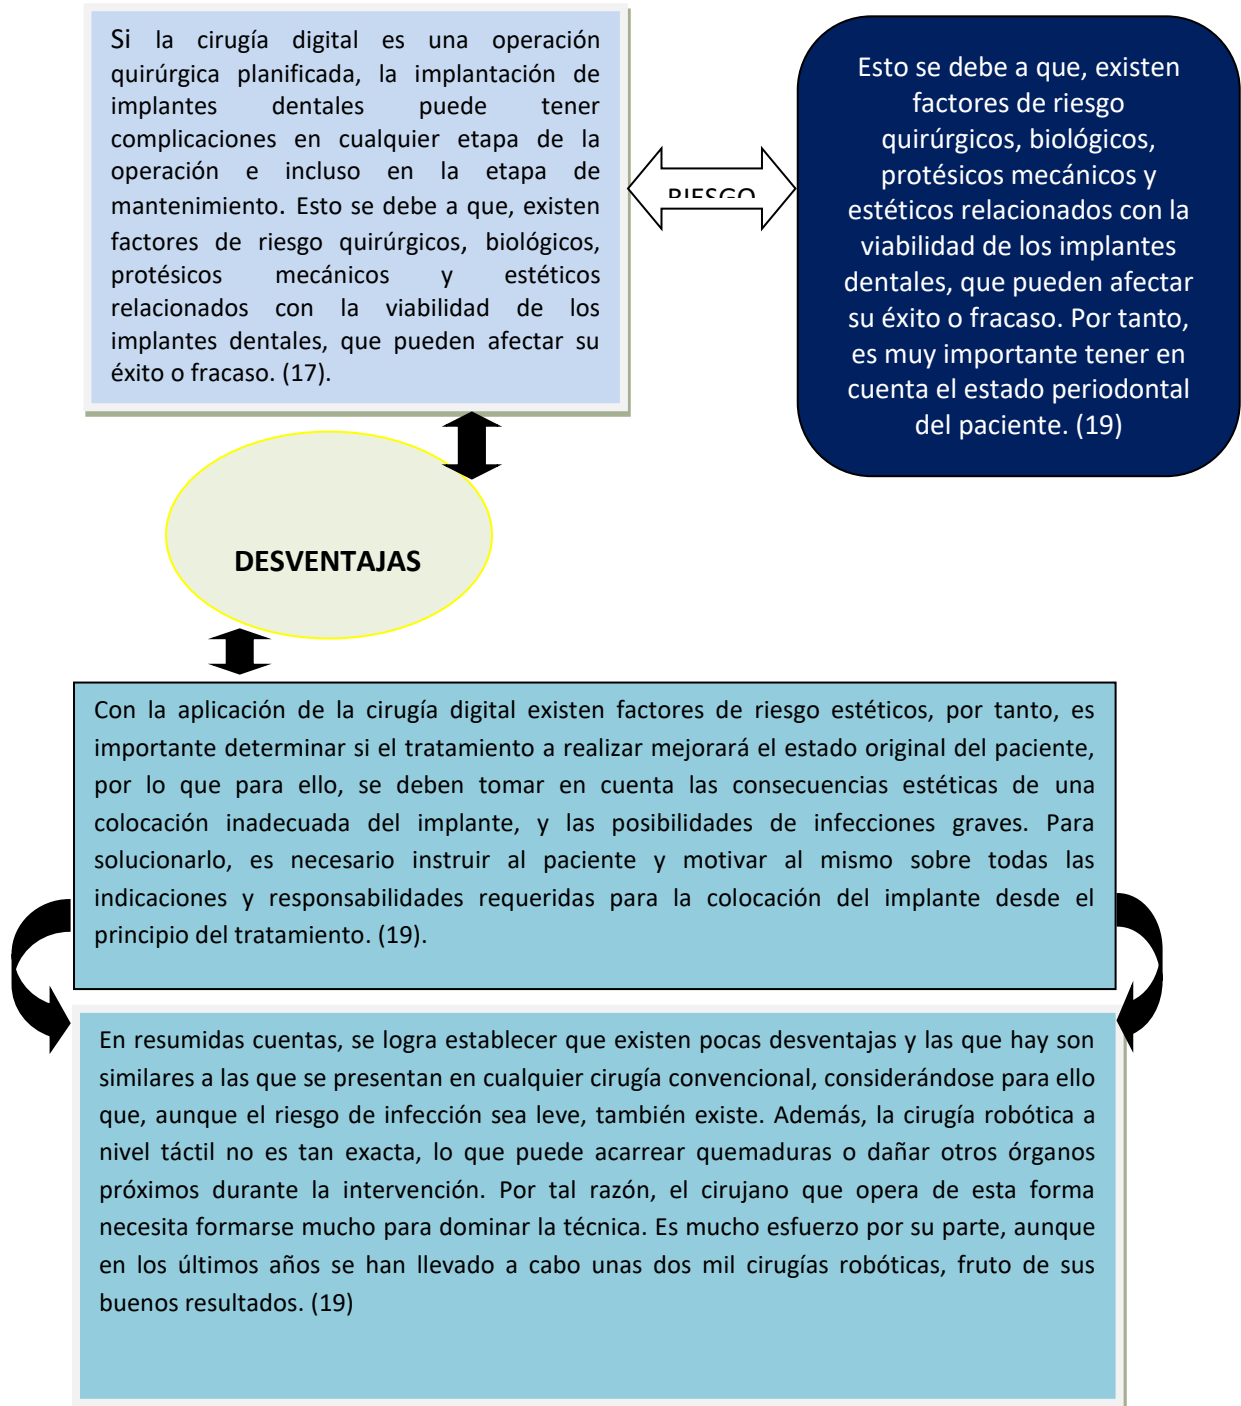 Si la cirugía digital es una operación
quirúrgica planificada, la implantación de
implantes dentales puede tener
complicaciones en cualquier etapa de la
operación e incluso en la etapa de
mantenimiento. Esto se debe a que, existen
factores de riesgo quirúrgicos, biológicos,
protésicos mecánicos y estéticos
relacionados con la viabilidad de los
implantes dentales, que pueden afectar su
éxito o fracaso. (17).
RIESGO
Esto se debe a que, existen
factores de riesgo
quirúrgicos, biológicos,
protésicos mecánicos y
estéticos relacionados con la
viabilidad de los implantes
dentales, que pueden afectar
su éxito o fracaso. Por tanto,
es muy importante tener en
cuenta el estado periodontal
del paciente. (19)
DESVENTAJAS
Con la aplicación de la cirugía digital existen factores de riesgo estéticos, por tanto, es
importante determinar si el tratamiento a realizar mejorará el estado original del paciente,
por lo que para ello, se deben tomar en cuenta las consecuencias estéticas de una
colocación inadecuada del implante, y las posibilidades de infecciones graves. Para
solucionarlo, es necesario instruir al paciente y motivar al mismo sobre todas las
indicaciones y responsabilidades requeridas para la colocación del implante desde el
principio del tratamiento. (19).
En resumidas cuentas, se logra establecer que existen pocas desventajas y las que hay son
similares a las que se presentan en cualquier cirugía convencional, considerándose para ello
que, aunque el riesgo de infección sea leve, también existe. Además, la cirugía robótica a
nivel táctil no es tan exacta, lo que puede acarrear quemaduras o dañar otros órganos
próximos durante la intervención. Por tal razón, el cirujano que opera de esta forma
necesita formarse mucho para dominar la técnica. Es mucho esfuerzo por su parte, aunque
en los últimos años se han llevado a cabo unas dos mil cirugías robóticas, fruto de sus
buenos resultados. (19)